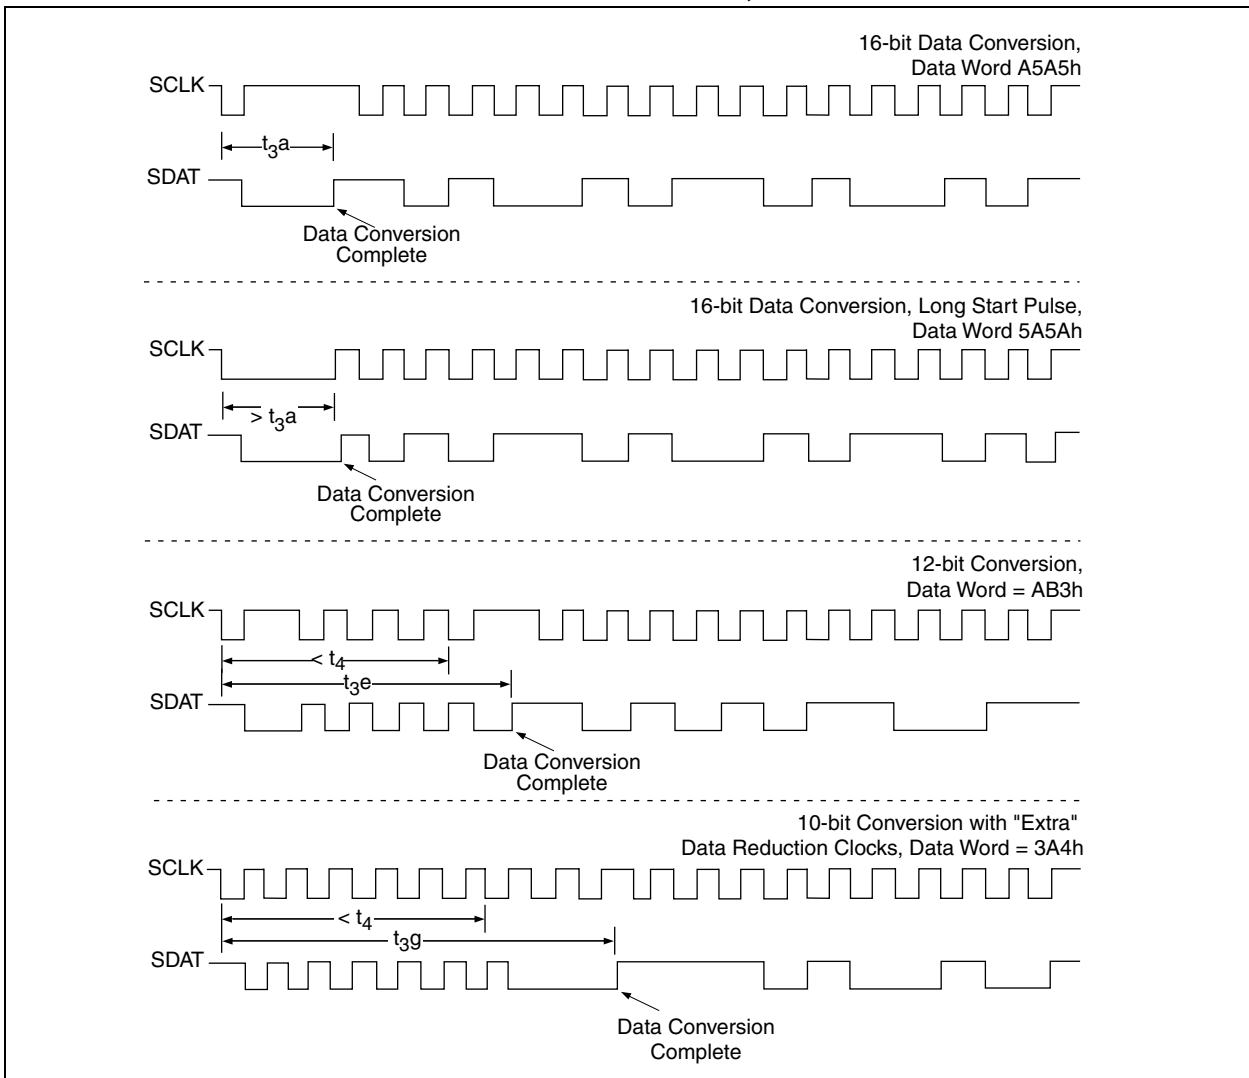 16-bit Data Conversion,
Data Word A5A5h
SCLK
t3a
SDAT
Data Conversion
Complete
16-bit Data Conversion, Long Start Pulse,
Data Word 5A5Ah
SCLK
> t3a
SDAT
Data Conversion
Complete
12-bit Conversion,
Data Word = AB3h
SCLK
< t4
t3e
SDAT
Data Conversion
Complete
10-bit Conversion with "Extra"
Data Reduction Clocks, Data Word = 3A4h
SCLK
< t4
t3g
SDAT
Data Conversion
Complete